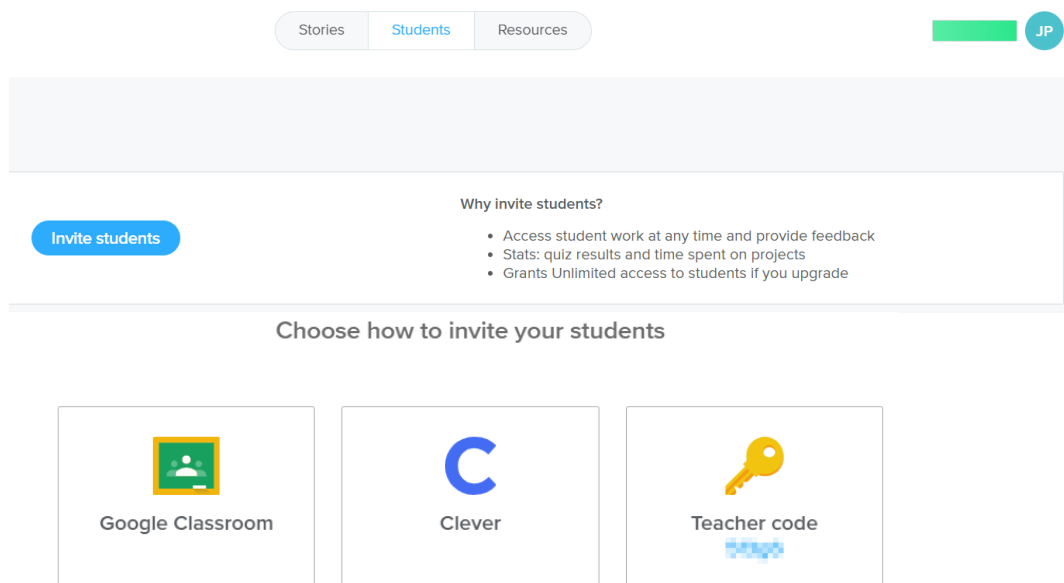 Stories Students Resources
JP
Invite students
Why invite students?
Access student work at any time and provide feedback
Stats: quiz results and time spent on projects
Grants Unlimited access to students if you upgrade
Choose how to invite your students
Google Classroom
Clever
Teacher code